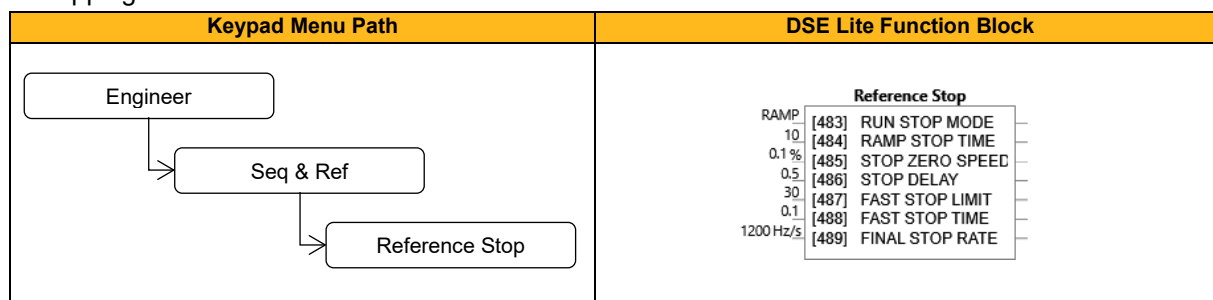 Keypad Menu Path
DSE Lite Function Block
Engineer
Seq & Ref
Reference Stop
Reference Stop
RAMP [483] RUN STOP MODE
10 [484] RAMP STOP TIME
0.1 % [485] STOP ZERO SPEED
0.5 [486] STOP DELAY
30 [487] FAST STOP LIMIT
0.1 [488] FAST STOP TIME
1200 Hz/s [489] FINAL STOP RATE